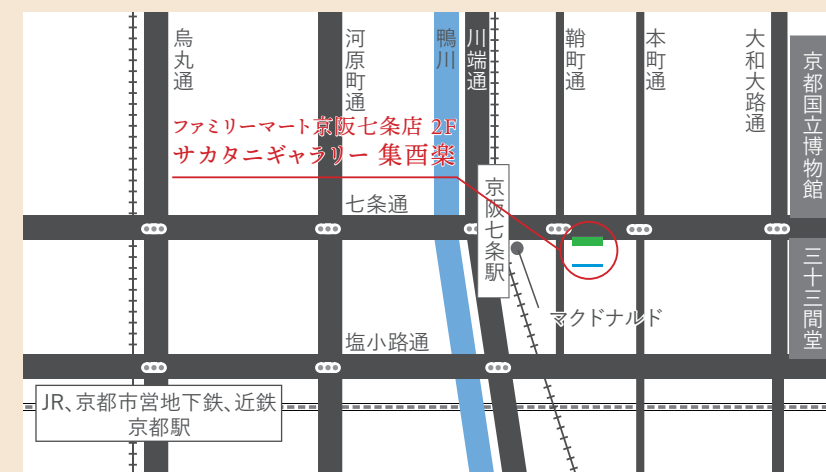 烏丸通
河原町通
鴨川
川端通
鞘町通
本町通
大和大路通
京都国立博物館
ファミリーマート京阪七条店 2F
サカタニギャラリー 集酉楽
七条通
京阪七条駅
三十三間堂
マクドナルド
塩小路通
JR、京都市営地下鉄、近鉄
京都駅